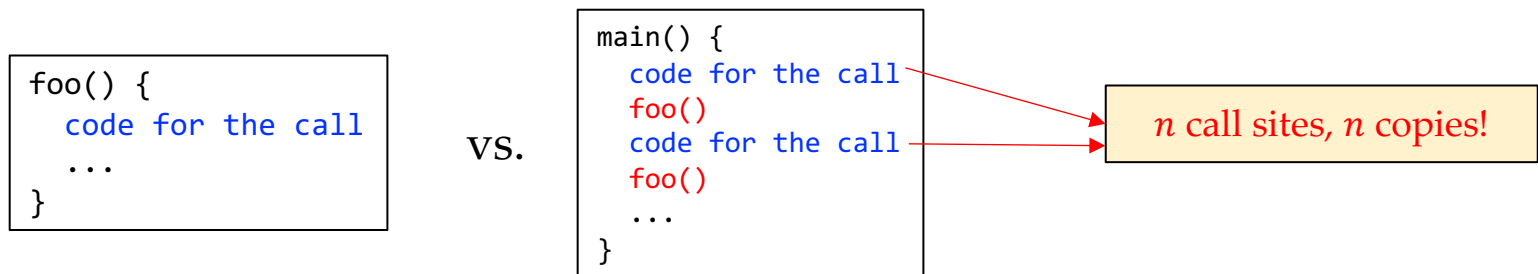 foo() {
code for the call
...
}
vs.
main() {
code for the call
foo()
code for the call
foo()
...
}
n call sites, n copies!